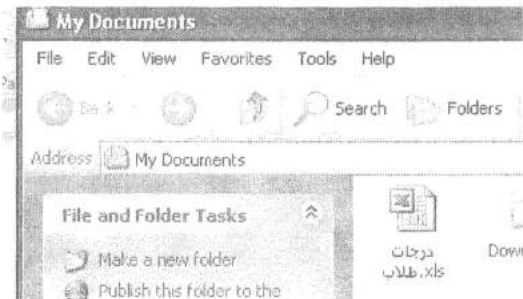 My Documents
File Edit View Favorites Tools Help
Back Search Folders
Address My Documents
File and Folder Tasks
Make a new folder
Publish this folder to the
درجات
طلاب.xls